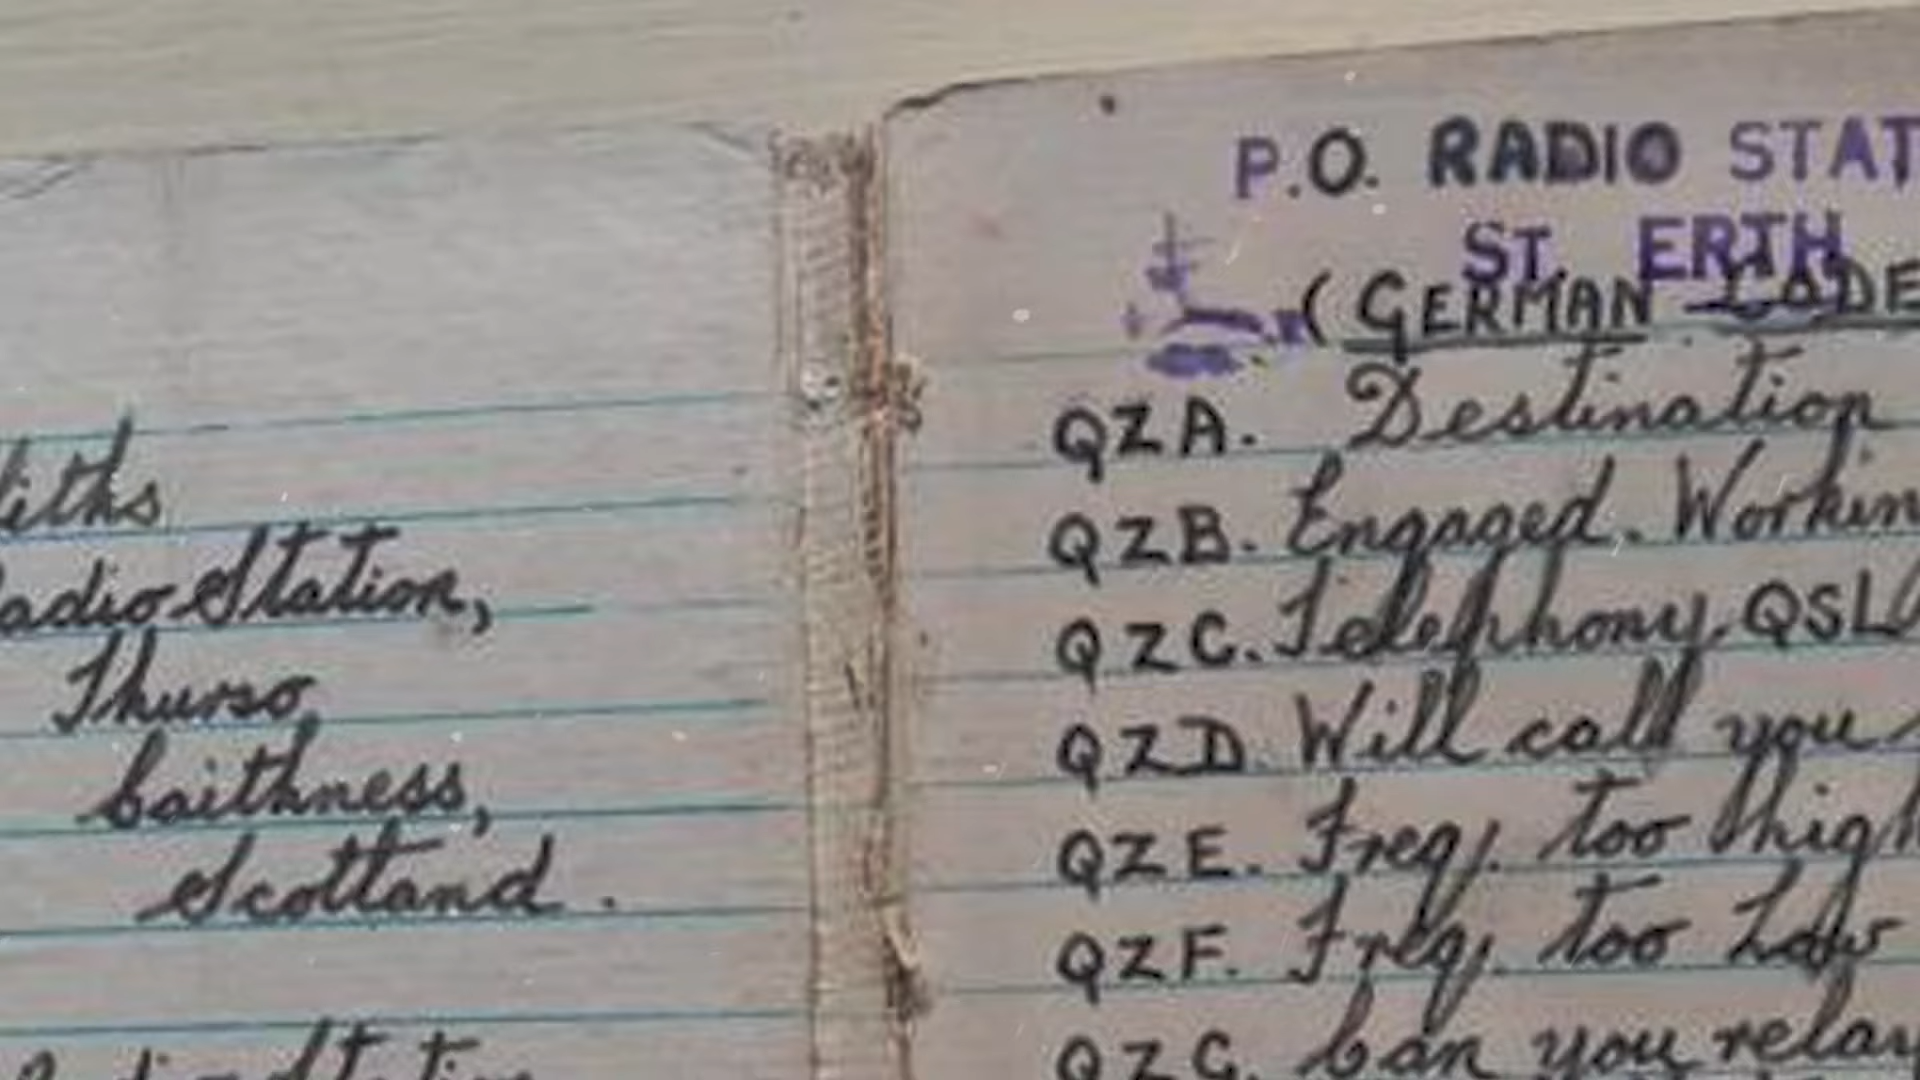 Radio Station,
Thurso,
Caithness,
Scotland.
P.O. RADIO STAT
ST. ERTH
(GERMAN CODE
QZA. Destination
QZB. Engaged. Workin
QZC. Telephony. QSL
QZD. Will call you
QZE. Freq. too high
QZF. Freq. too Low
QZG. Can you relay